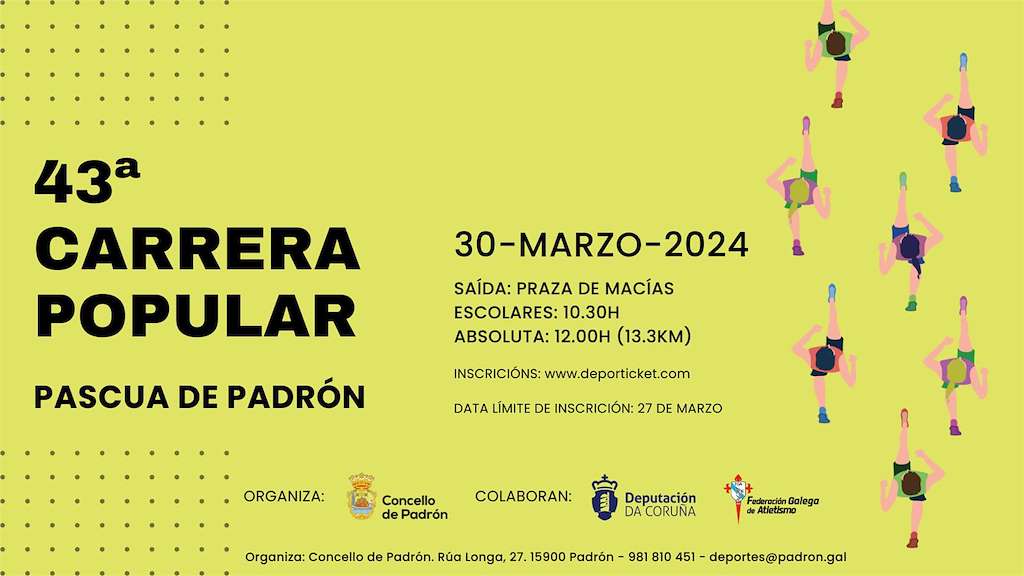 43ª
CARRERA
POPULAR
PASCUA DE PADRÓN
30-MARZO-2024
SAÍDA: PRAZA DE MACÍAS
ESCOLARES: 10.30H
ABSOLUTA: 12.00H (13.3KM)
INSCRICIÓNS: www.deporticket.com
DATA LÍMITE DE INSCRICIÓN: 27 DE MARZO
ORGANIZA:
Concello
de Padrón
COLABORAN:
Deputación
DA CORUÑA
Federación Galega
de Atletismo
Organiza: Concello de Padrón. Rúa Longa, 27. 15900 Padrón - 981 810 451 - deportes@padron.gal